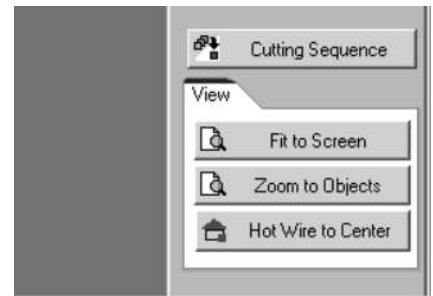 Cutting Sequence
View
Fit to Screen
Zoom to Objects
Hot Wire to Center